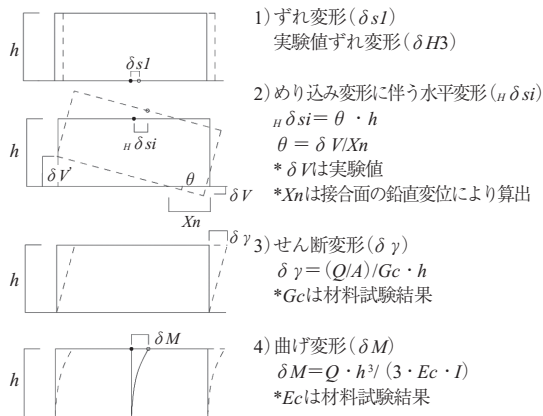 h
δs1
1)ずれ変形(δs1)
実験値ずれ変形(δH3)
h
Hδsi
δV'
θ
δV
Xn
2)めり込み変形に伴う水平変形(Hδsi)
Hδsi=θ・h
θ=δV/Xn
*δVは実験値
*Xnは接合面の鉛直変位により算出
h
δγ
3)せん断変形(δγ)
δγ=(Q/A)/Gc・h
*Gcは材料試験結果
h
δM
4)曲げ変形(δM)
δM=Q・h³/(3・Ec・I)
*Ecは材料試験結果